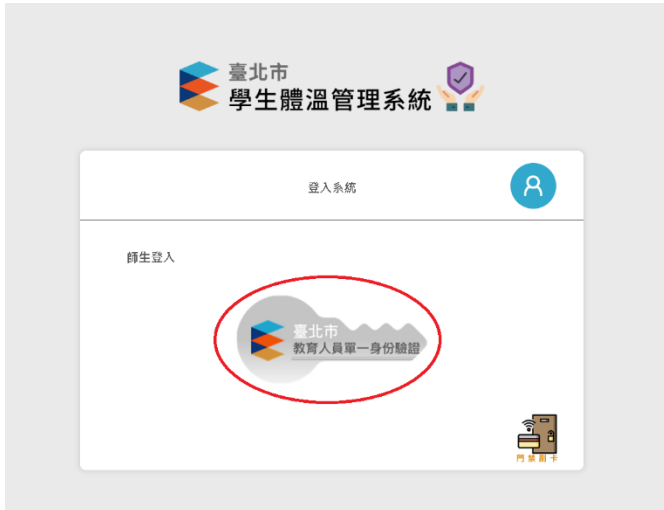 臺北市
學生體溫管理系統
登入系統
師生登入
臺北市
教育人員單一身份驗證
門禁刷卡